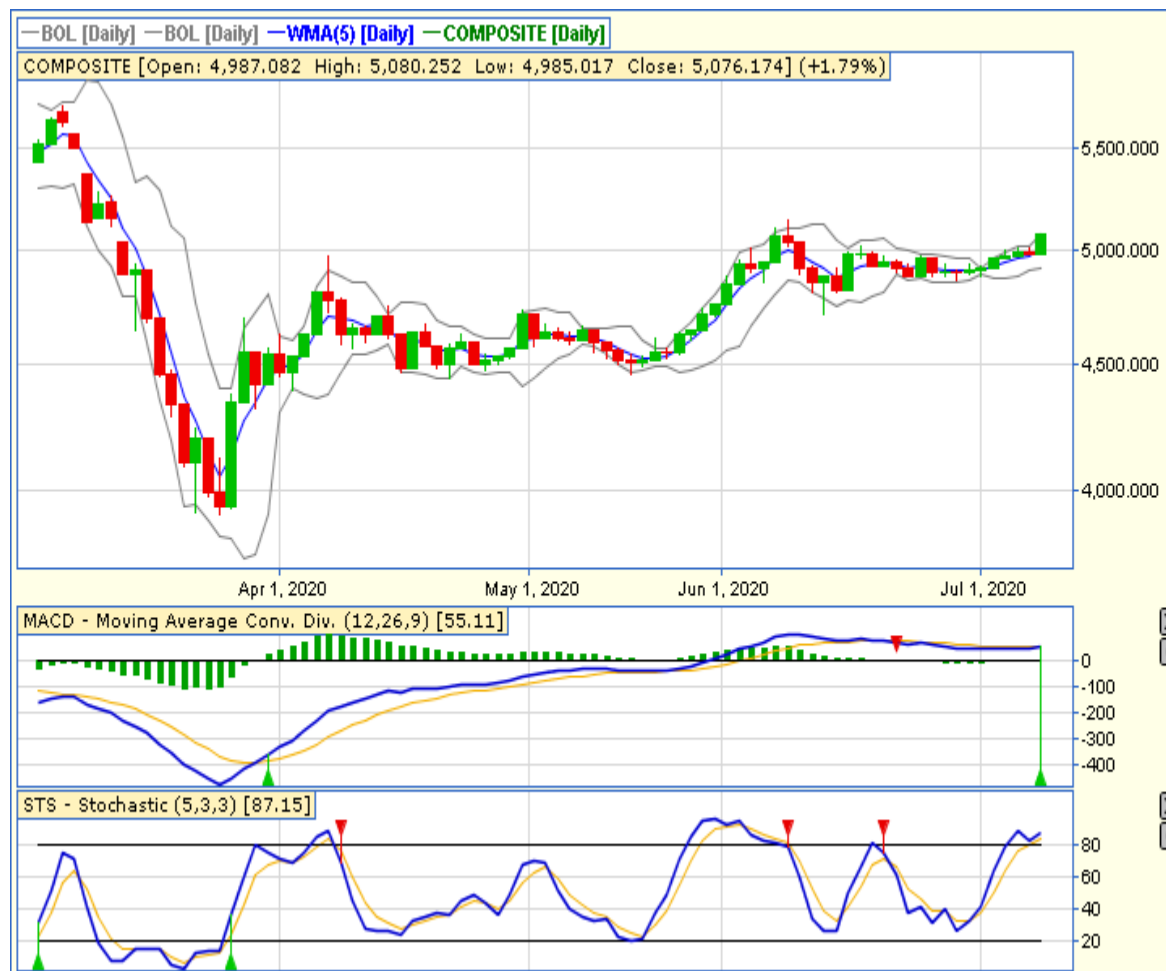 BOL [Daily] BOL [Daily] WMA(5) [Daily] COMPOSITE [Daily]
COMPOSITE [Open: 4,987.082 High: 5,080.252 Low: 4,985.017 Close: 5,076.174] (+1.79%)
5,500.000
5,000.000
4,500.000
4,000.000
Apr 1, 2020 May 1, 2020 Jun 1, 2020 Jul 1, 2020
MACD - Moving Average Conv. Div. (12,26,9) [55.11]
0
-100
-200
-300
-400
STS - Stochastic (5,3,3) [87.15]
80
60
40
20